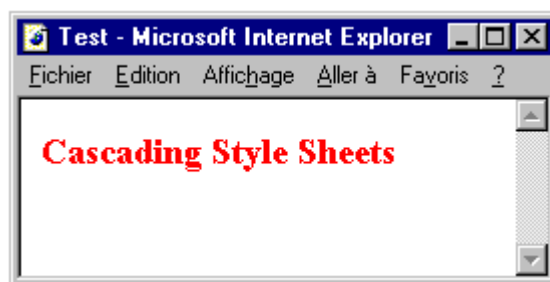 Test - Microsoft Internet Explorer
Fichier Edition Affichage Aller à Favoris ?
Cascading Style Sheets